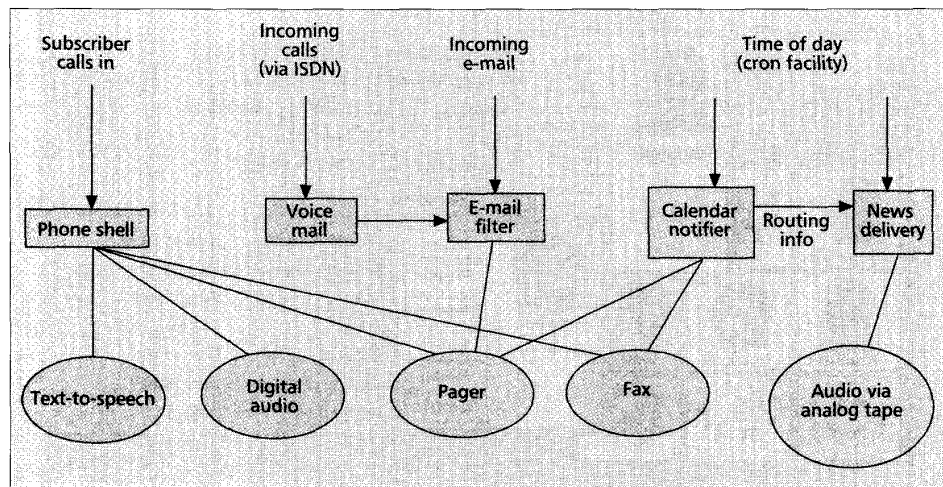 Subscriber
calls in
Incoming
calls
(via ISDN)
Incoming
e-mail
Time of day
(cron facility)
Phone shell
Voice
mail
E-mail
filter
Calendar
notifier
Routing
info
News
delivery
Text-to-speech
Digital
audio
Pager
Fax
Audio via
analog tape